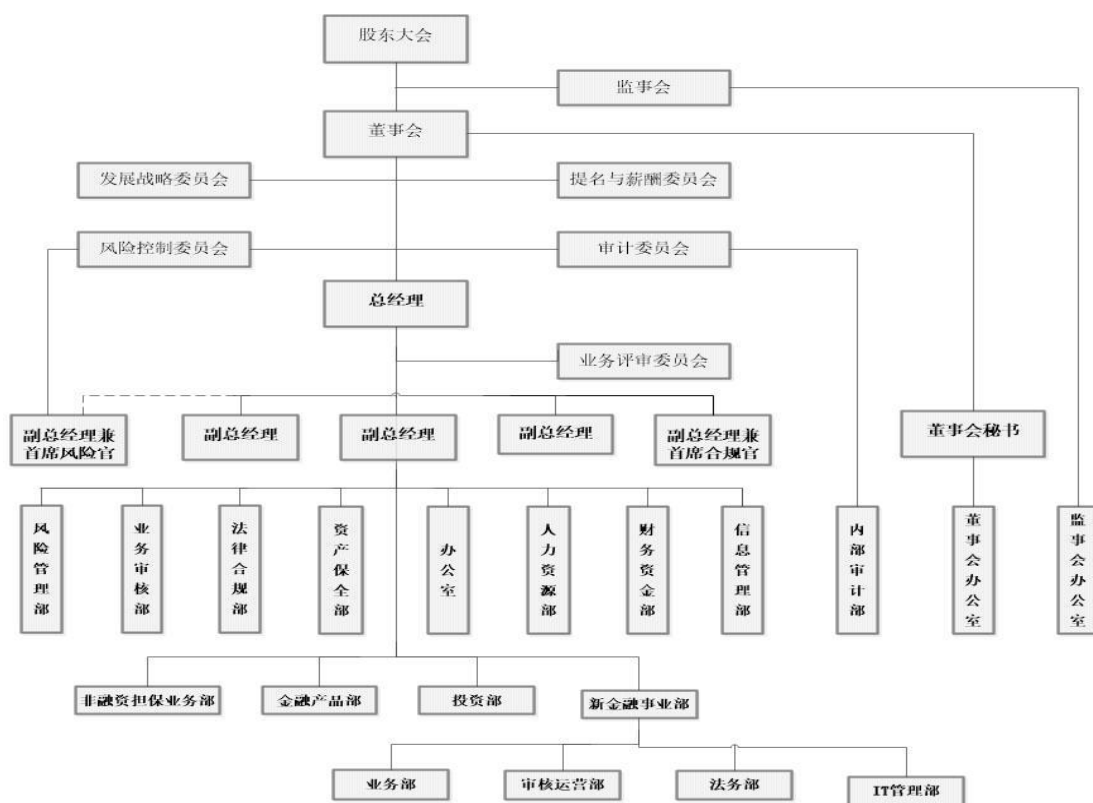 股东大会
监事会
董事会
发展战略委员会
提名与薪酬委员会
风险控制委员会
审计委员会
总经理
业务评审委员会
副总经理兼
首席风险官
副总经理
副总经理
副总经理
副总经理兼
首席合规官
董事会秘书
风险管理部
业务审核部
法律合规部
资产保全部
办公室
人力资源部
财务资金部
信息管理部
内部审计部
董事会办公室
监事会办公室
非融资担保业务部
金融产品部
投资部
新金融事业部
业务部
审核运营部
法务部
IT管理部